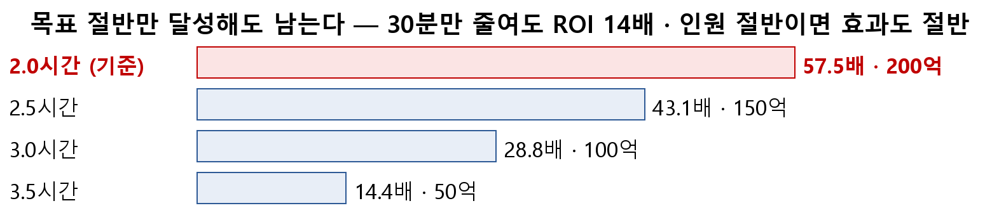 목표 절반만 달성해도 남는다 — 30분만 줄여도 ROI 14배 · 인원 절반이면 효과도 절반
2.0시간 (기준) 57.5배 · 200억
2.5시간 43.1배 · 150억
3.0시간 28.8배 · 100억
3.5시간 14.4배 · 50억